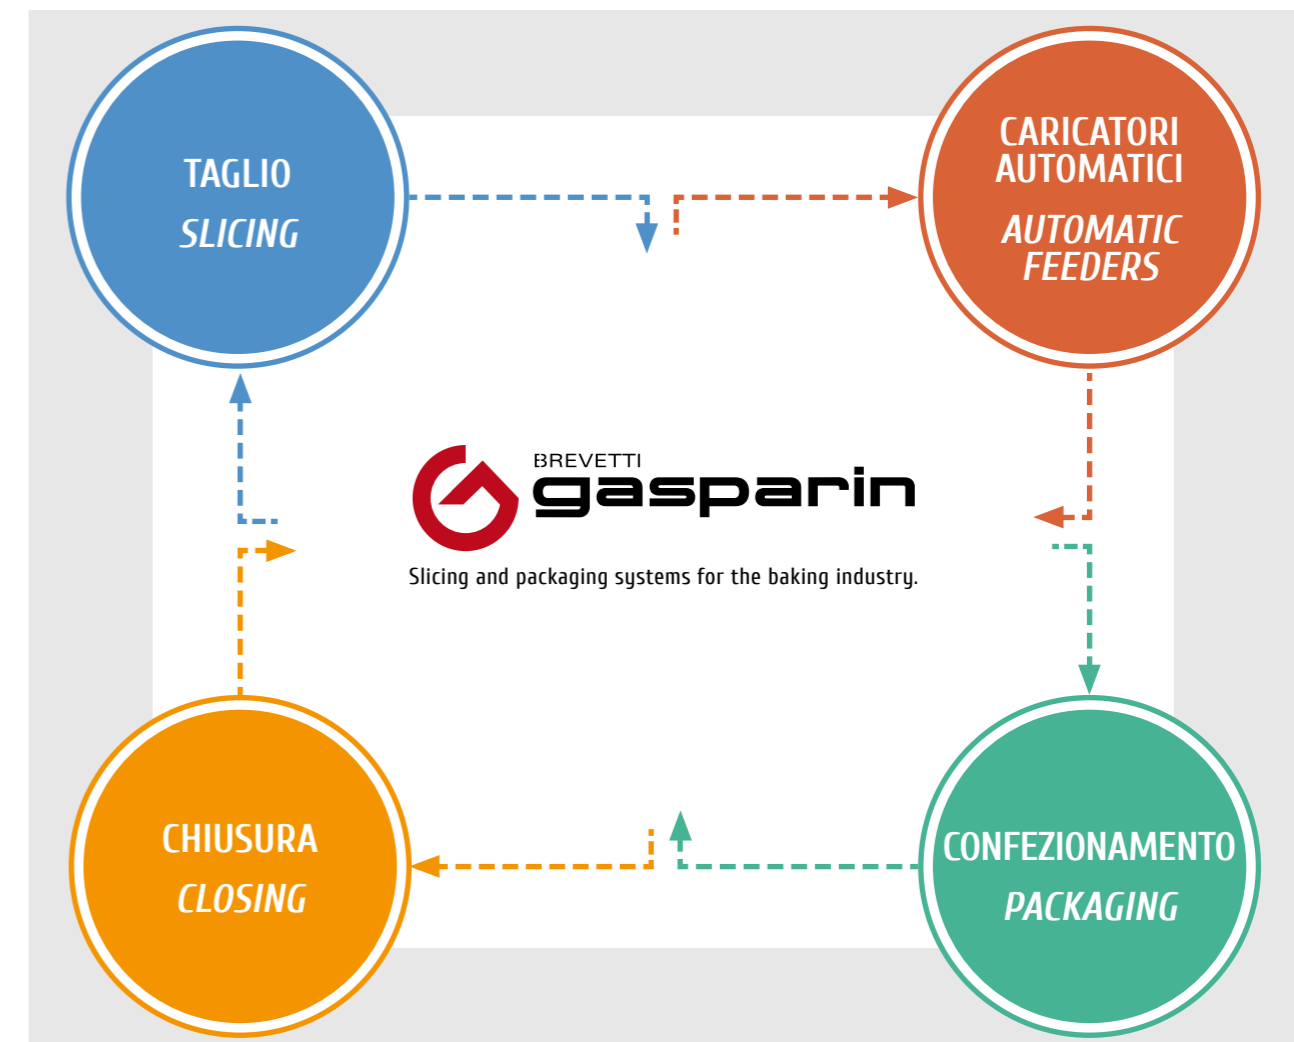 TAGLIO
SLICING
CARICATORI
AUTOMATICI
AUTOMATIC
FEEDERS
BREVETTI
gasparin
Slicing and packaging systems for the baking industry.
CHIUSURA
CLOSING
CONFEZIONAMENTO
PACKAGING